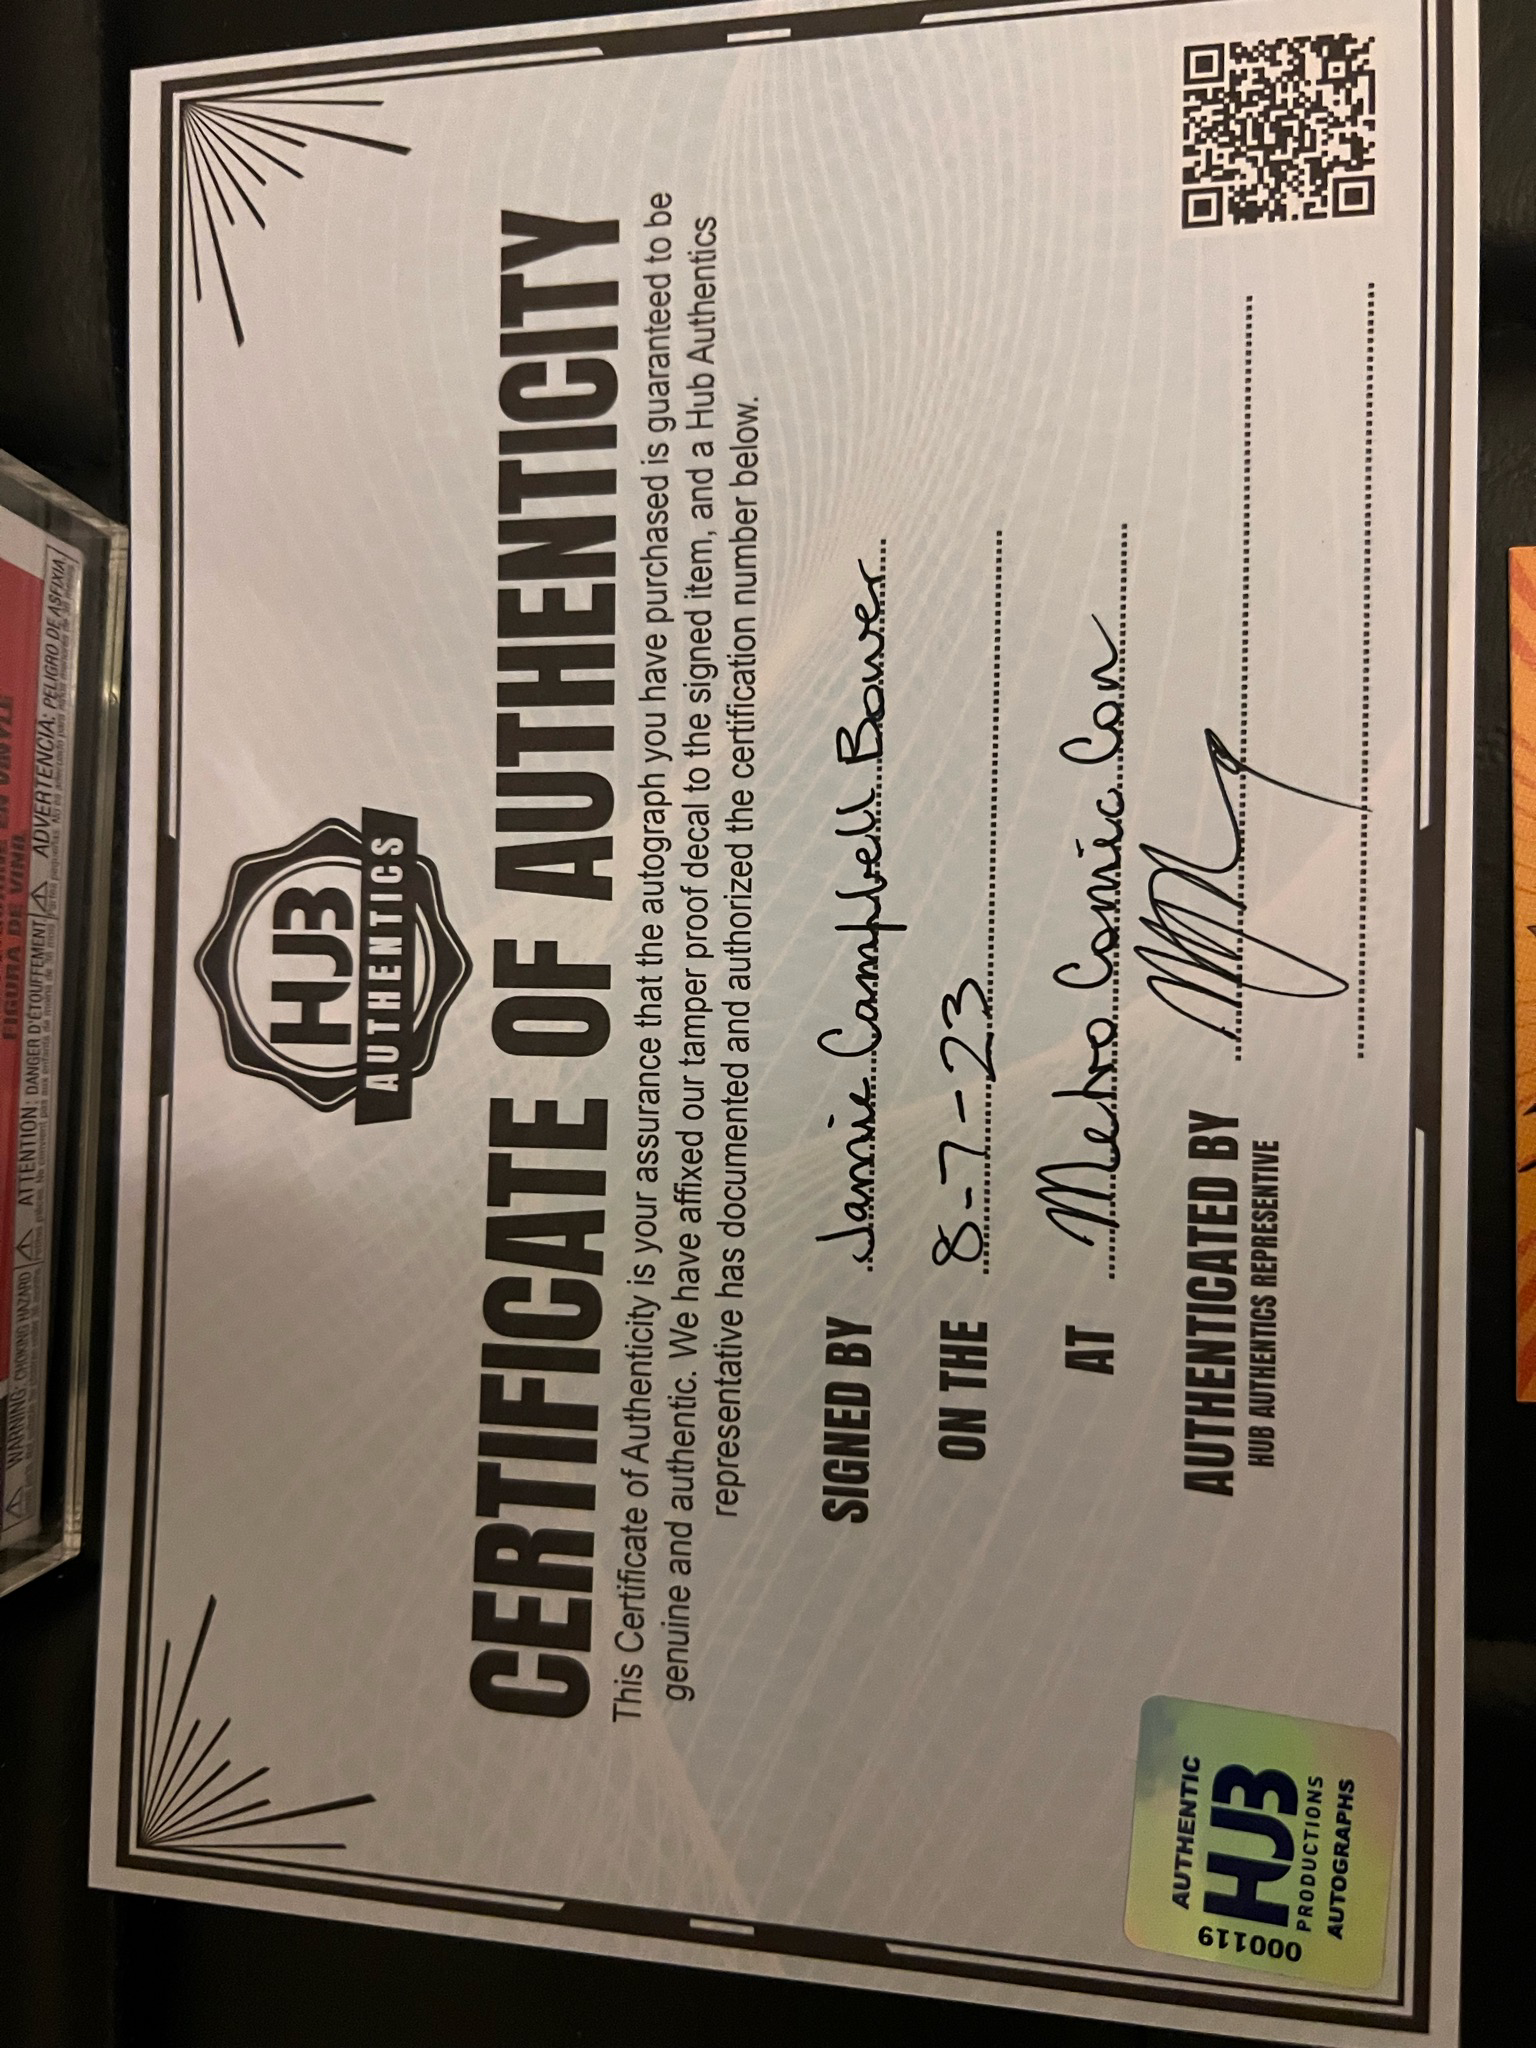 HUB
AUTHENTICS
CERTIFICATE OF AUTHENTICITY
This Certificate of Authenticity is your assurance that the autograph you have purchased is guaranteed to be
genuine and authentic. We have affixed our tamper proof decal to the signed item, and a Hub Authentics
representative has documented and authorized the certification number below.
SIGNED BY Jamie Campbell Bower
ON THE 8-7-23
AT Metro Comic Con
AUTHENTICATED BY
HUB AUTHENTICS REPRESENTATIVE
000119
AUTHENTIC
HUB
PRODUCTIONS
AUTOGRAPHS
FIGURA DE VINIL
WARNING: CHOKING HAZARD ATTENTION: DANGER D'ÉTOUFFEMENT ADVERTENCIA: PELIGRO DE ASFIXIA